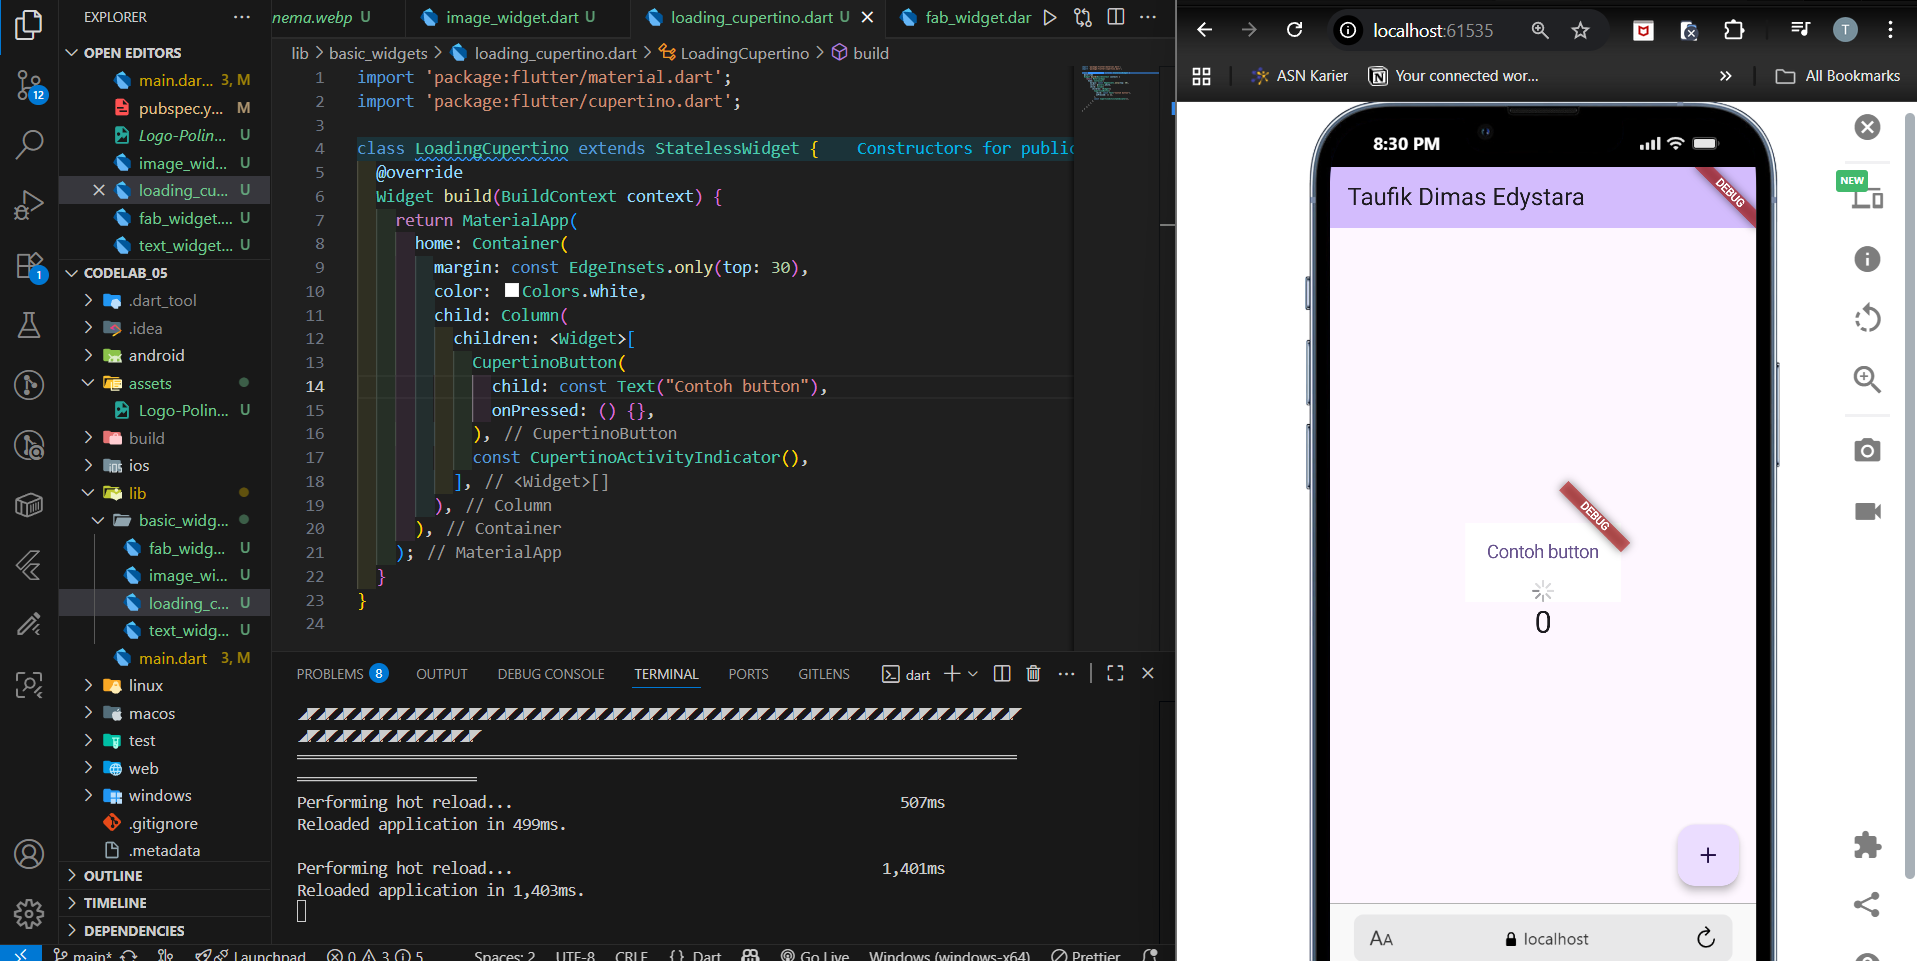 EXPLORER
OPEN EDITORS
main.dar... 3, M
pubspec.y... M
Logo-Polin... U
image_wid... U
loading_cu... U
fab_widget.... U
text_widget... U
CODELAB_05
.dart_tool
.idea
android
assets
Logo-Polin... U
build
ios
lib
basic_widg...
fab_widg... U
image_wi... U
loading_c... U
text_widg... U
main.dart 3, M
linux
macos
test
web
windows
.gitignore
.metadata
OUTLINE
TIMELINE
DEPENDENCIES
12
1
nema.webp U
image_widget.dart U
loading_cupertino.dart U
fab_widget.dar
lib > basic_widgets > loading_cupertino.dart > LoadingCupertino > build
1 import 'package:flutter/material.dart';
2 import 'package:flutter/cupertino.dart';
3
4 class LoadingCupertino extends StatelessWidget { Constructors for public
5 @override
6 Widget build(BuildContext context) {
7 return MaterialApp(
8 home: Container(
9 margin: const EdgeInsets.only(top: 30),
10 color: Colors.white,
11 child: Column(
12 children: <Widget>[
13 CupertinoButton(
14 child: const Text("Contoh button"),
15 onPressed: () {},
16 ), // CupertinoButton
17 const CupertinoActivityIndicator(),
18 ], // <Widget>[]
19 ), // Column
20 ), // Container
21 ); // MaterialApp
22 }
23 }
24
PROBLEMS 8 OUTPUT DEBUG CONSOLE TERMINAL PORTS GITLENS dart
Performing hot reload... 507ms
Reloaded application in 499ms.
Performing hot reload... 1,401ms
Reloaded application in 1,403ms.
main* Launchpad 0 3 5 Spaces: 2 UTF-8 CRLF {} Dart Go Live Windows (windows-x64) Prettier
localhost:61535
T
ASN Karier
Your connected wor...
All Bookmarks
8:30 PM
Taufik Dimas Edystara
DEBUG
DEBUG
Contoh button
0
+
AA localhost
NEW